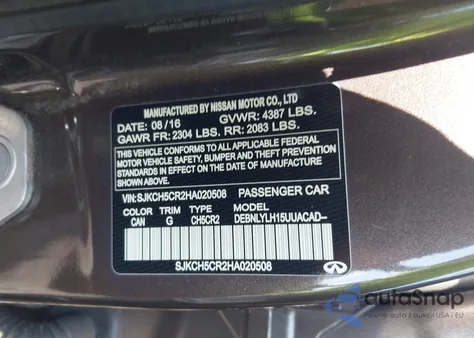 MANUFACTURED BY NISSAN MOTOR CO., LTD
DATE: 08/16 GVWR: 4387 LBS.
GAWR FR: 2304 LBS. RR: 2083 LBS.
THIS VEHICLE CONFORMS TO ALL APPLICABLE FEDERAL
MOTOR VEHICLE SAFETY, BUMPER AND THEFT PREVENTION
STANDARDS IN EFFECT ON THE DATE OF MANUFACTURE
SHOWN ABOVE.
VIN:SJKCH5CR2HA020508 PASSENGER CAR
COLOR TRIM TYPE MODEL
CAN G CH5CR2 DEBNLYLH15UUACAD-
SJKCH5CR2HA020508
autoSnap